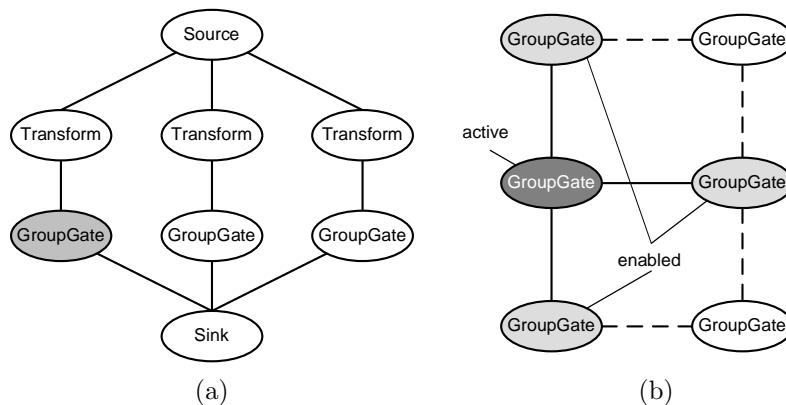 Source
Transform Transform Transform
GroupGate GroupGate GroupGate
Sink
(a)
GroupGate GroupGate
active
GroupGate GroupGate
enabled
GroupGate GroupGate
(b)